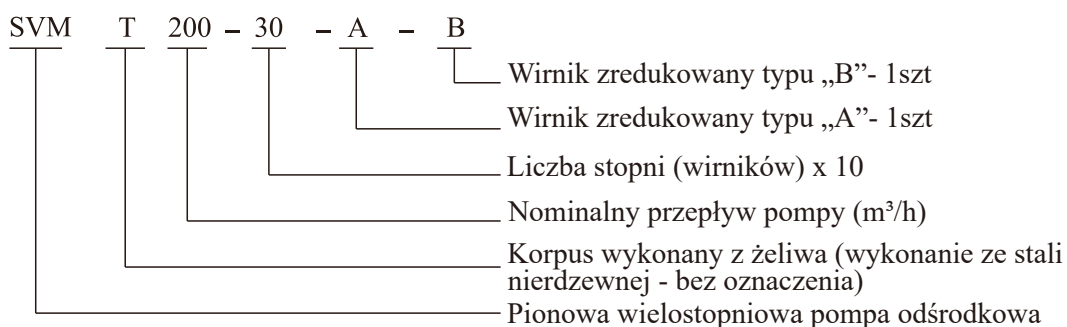 SVM T 200 – 30 – A – B
Wirnik zredukowany typu „B”- 1szt
Wirnik zredukowany typu „A”- 1szt
Liczba stopni (wirników) x 10
Nominalny przepływ pompy (m³/h)
Korpus wykonany z żeliwa (wykonanie ze stali
nierdzewnej - bez oznaczenia)
Pionowa wielostopniowa pompa odśrodkowa